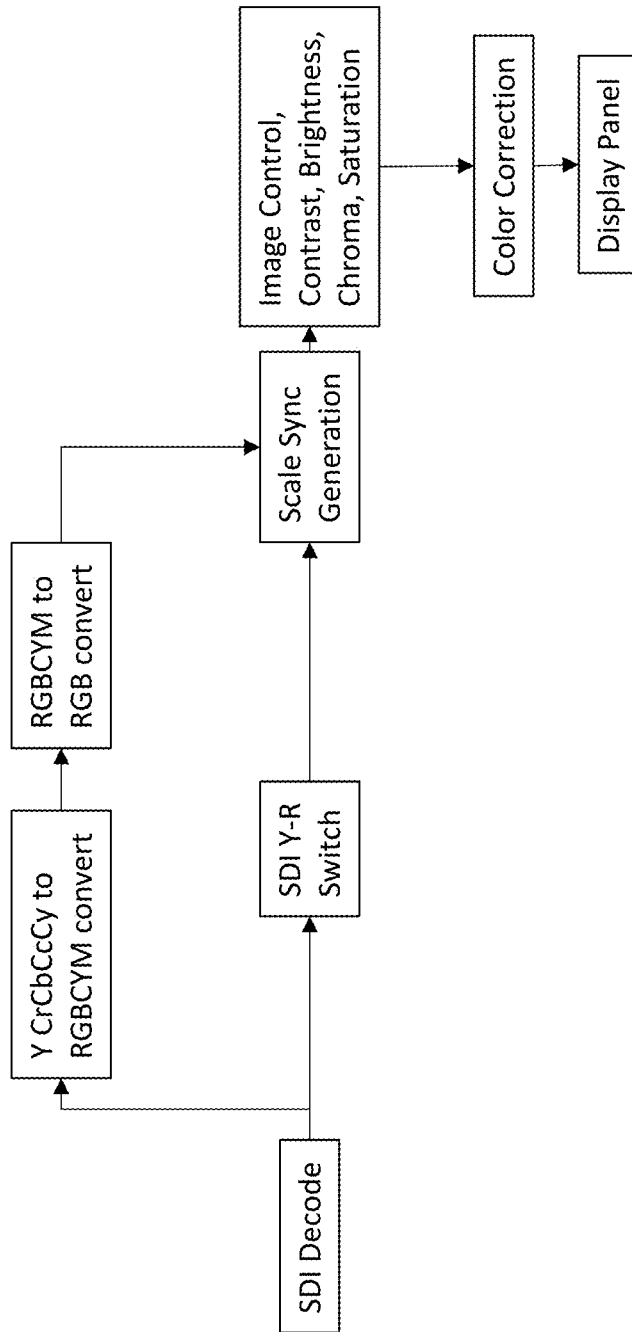 SDI Decode
Y CrCbCcCy to
RGBCYM convert
RGBCYM to
RGB convert
SDI Y-R
Switch
Scale Sync
Generation
Image Control,
Contrast, Brightness,
Chroma, Saturation
Color Correction
Display Panel